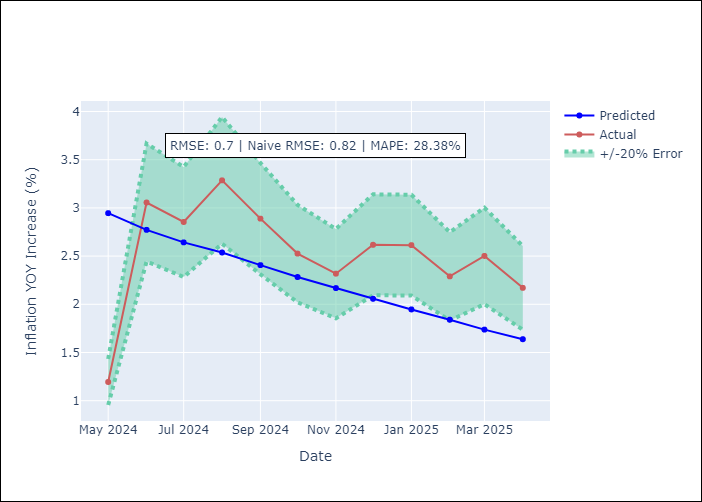 4
3.5
3
2.5
2
1.5
1
Inflation YOY Increase (%)
RMSE: 0.7 | Naive RMSE: 0.82 | MAPE: 28.38%
May 2024
Jul 2024
Sep 2024
Nov 2024
Jan 2025
Mar 2025
Date
Predicted
Actual
+/-20% Error